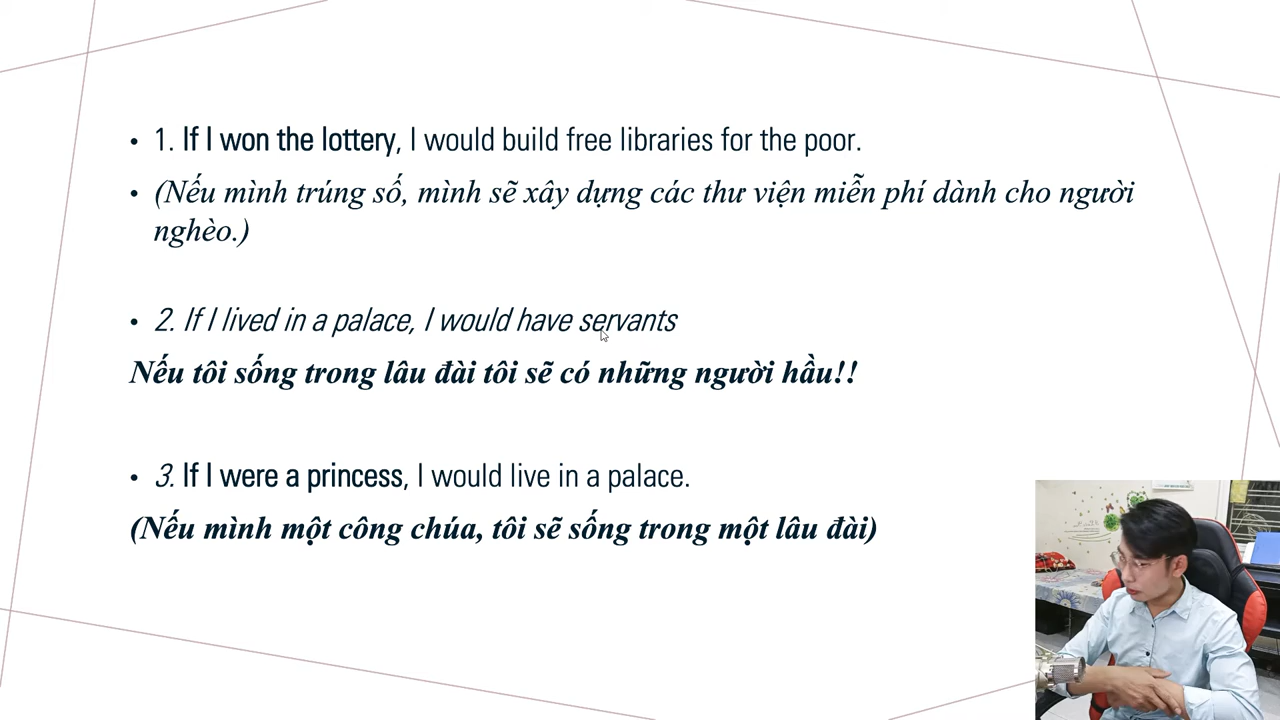 1. If I won the lottery, I would build free libraries for the poor.
(Nếu mình trúng số, mình sẽ xây dựng các thư viện miễn phí dành cho người
nghèo.)
2. If I lived in a palace, I would have servants
Nếu tôi sống trong lâu đài tôi sẽ có những người hầu!!
3. If I were a princess, I would live in a palace.
(Nếu mình một công chúa, tôi sẽ sống trong một lâu đài)